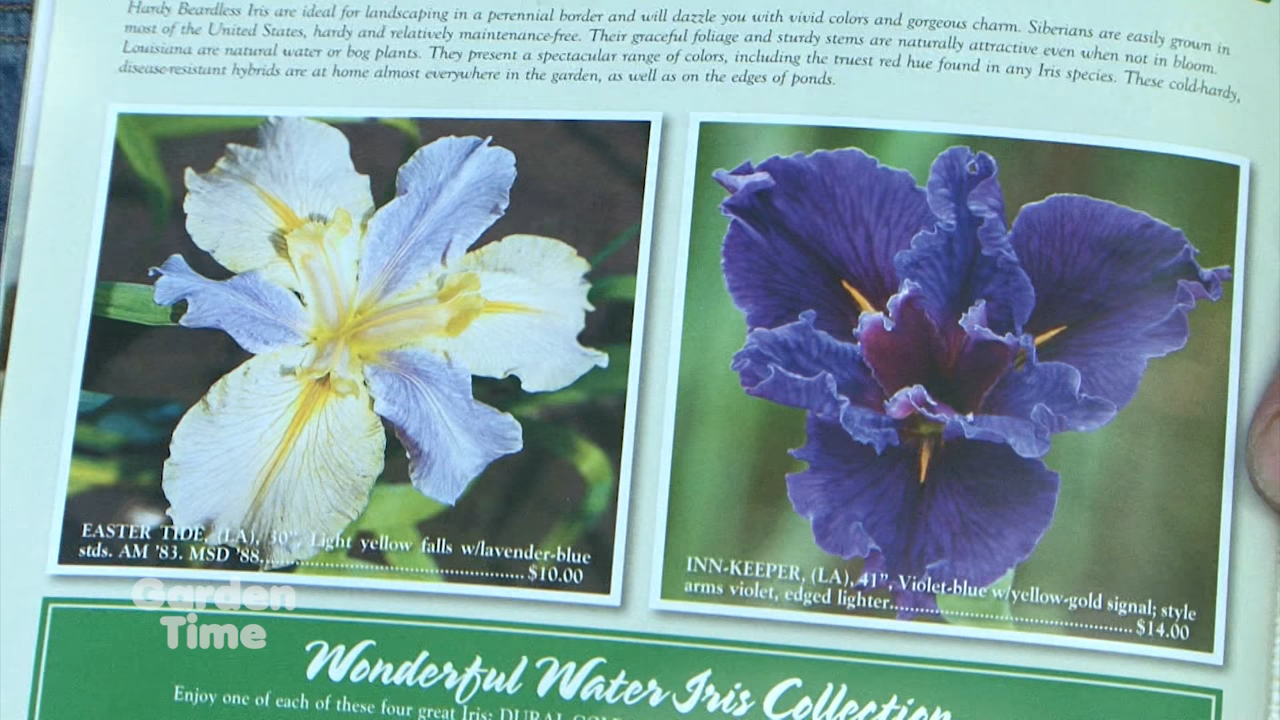 Hardy Beardless Iris are ideal for landscaping in a perennial border and will dazzle you with vivid colors and gorgeous charm. Siberians are easily grown in
most of the United States, hardy and relatively maintenance-free. Their graceful foliage and sturdy stems are naturally attractive even when not in bloom.
Louisiana are natural water or bog plants. They present a spectacular range of colors, including the truest red hue found in any Iris species. These cold-hardy,
disease-resistant hybrids are at home almost everywhere in the garden, as well as on the edges of ponds.
EASTER TIDE, (LA), 30", Light yellow falls w/lavender-blue
stds. AM '83. MSD '88.......................................................$10.00
INN-KEEPER, (LA), 41", Violet-blue w/yellow-gold signal; style
arms violet, edged lighter.................................................$14.00
Garden
Time
Wonderful Water Iris Collection
Enjoy one of each of these four great Iris: DURAL